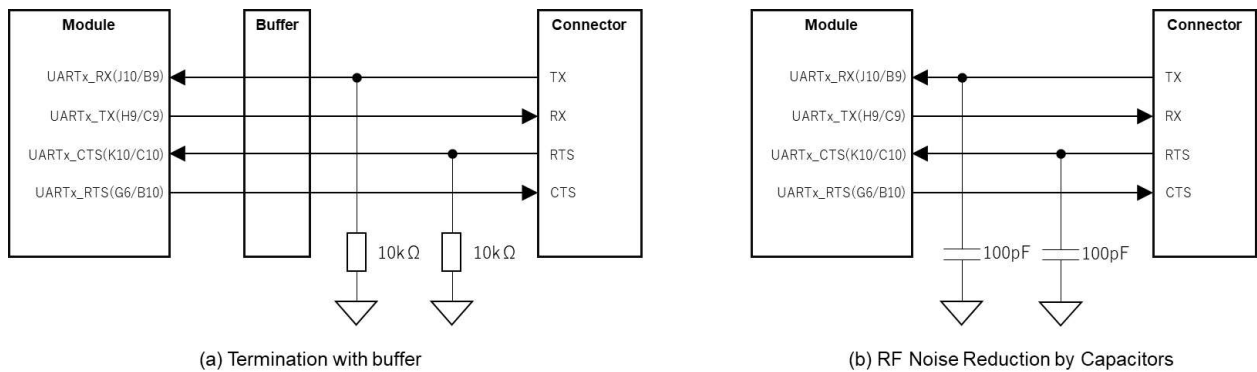 Module
Buffer
Connector
UARTx_RX(J10/B9)
TX
UARTx_TX(H9/C9)
RX
UARTx_CTS(K10/C10)
RTS
UARTx_RTS(G6/B10)
CTS
10kΩ
10kΩ
(a) Termination with buffer
Module
Connector
UARTx_RX(J10/B9)
TX
UARTx_TX(H9/C9)
RX
UARTx_CTS(K10/C10)
RTS
UARTx_RTS(G6/B10)
CTS
100pF
100pF
(b) RF Noise Reduction by Capacitors